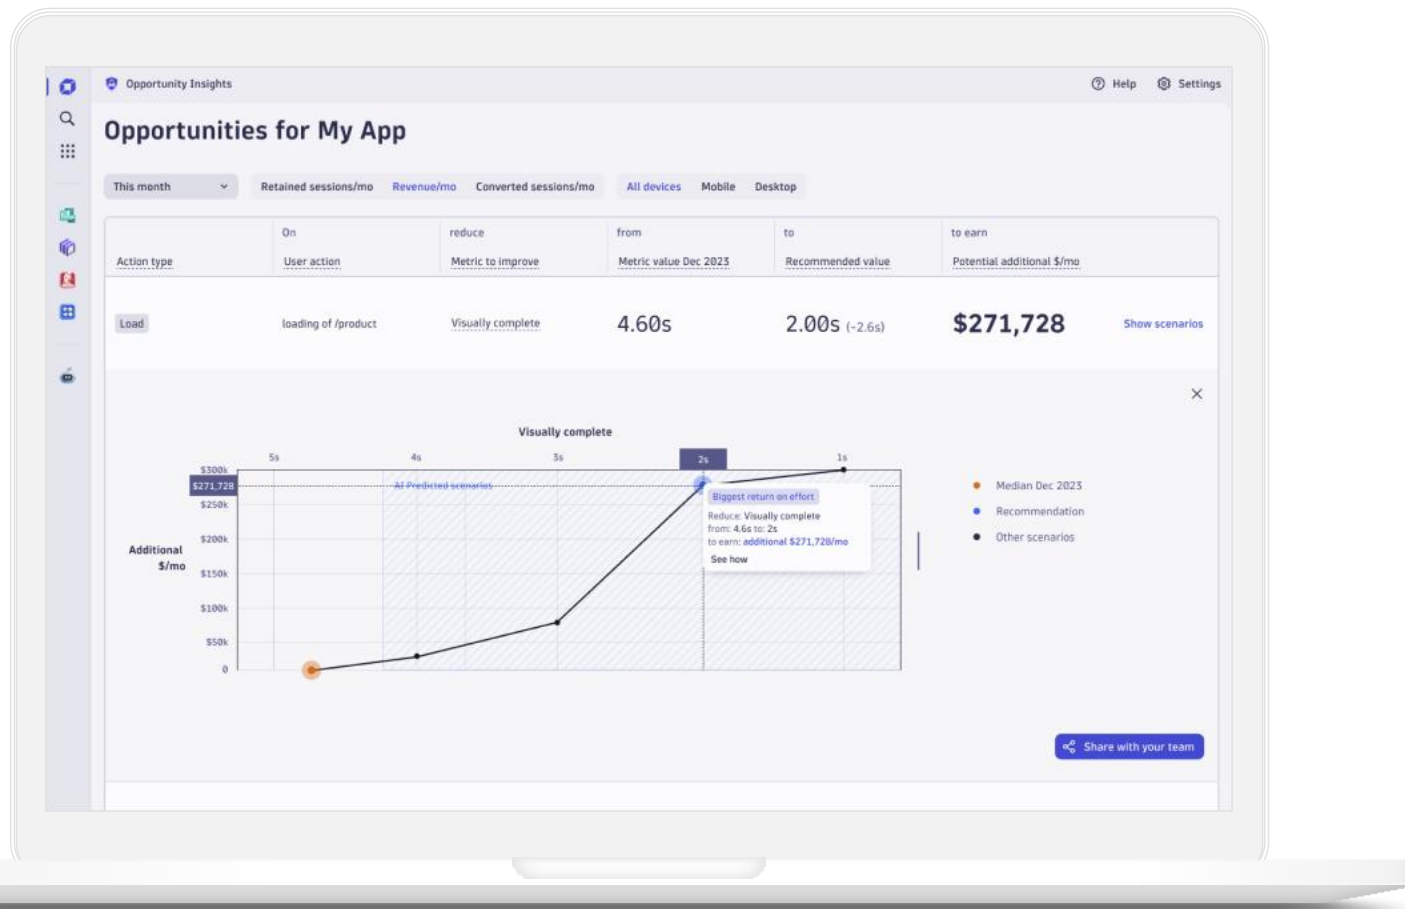 Opportunity Insights
Help
Settings
Opportunities for My App
This month
Retained sessions/mo
Revenue/mo
Converted sessions/mo
All devices
Mobile
Desktop
On
reduce
from
to
to earn
Action type
User action
Metric to improve
Metric value Dec 2023
Recommended value
Potential additional $/mo
Load
loading of /product
Visually complete
4.60s
2.00s (-2.6s)
$271,728
Show scenarios
Visually complete
5s
4s
3s
2s
1s
$300k
$271,728
AI Predicted scenarios
$250k
$200k
$150k
$100k
$50k
0
Additional
$/mo
Biggest return on effort
Reduce: Visually complete
from: 4.6s to: 2s
to earn: additional $271,728/mo
See how
Median Dec 2023
Recommendation
Other scenarios
Share with your team